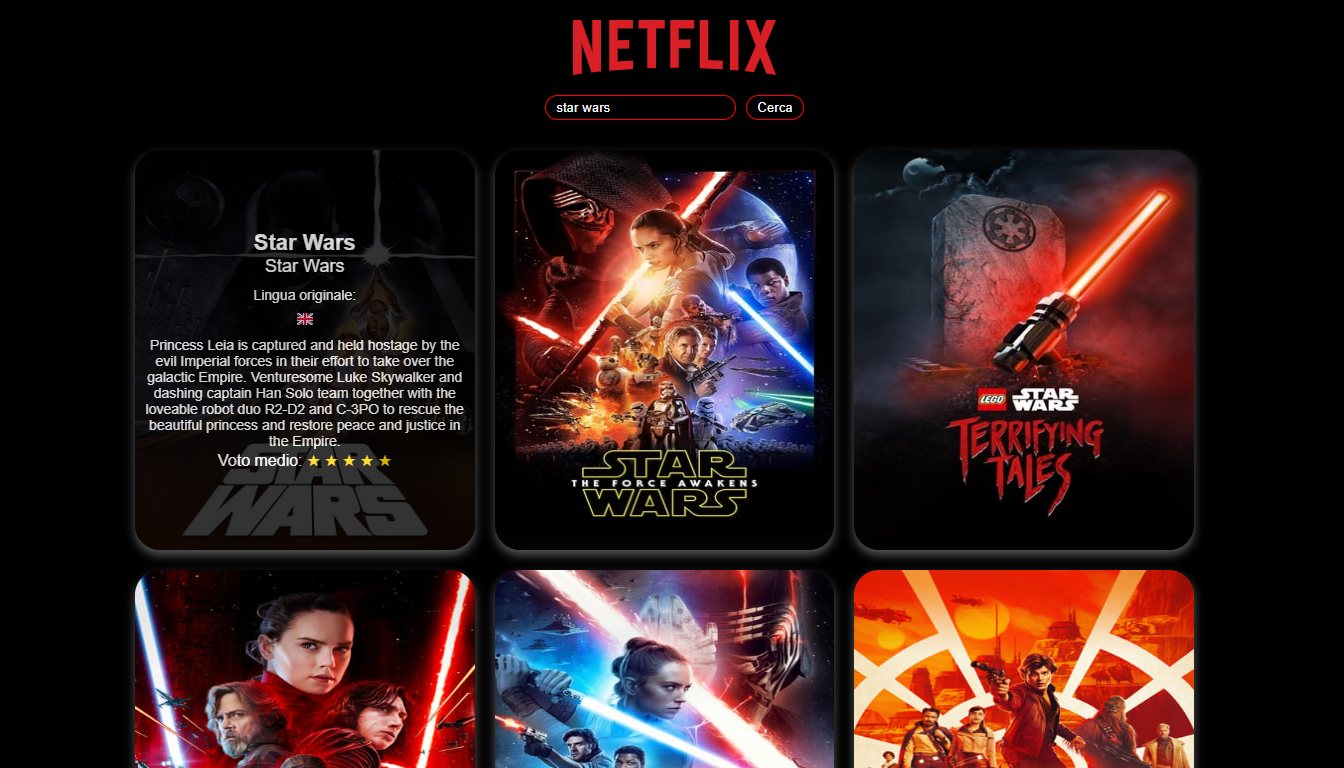 NETFLIX
star wars
Cerca
Star Wars
Star Wars
Lingua originale:
Princess Leia is captured and held hostage by the
evil Imperial forces in their effort to take over the
galactic Empire. Venturesome Luke Skywalker and
dashing captain Han Solo team together with the
loveable robot duo R2-D2 and C-3PO to rescue the
beautiful princess and restore peace and justice in
the Empire.
Voto medio:
STAR
WARS
STAR
THE FORCE AWAKENS
WARS
LEGO STAR WARS
TERRIFYING
TALES